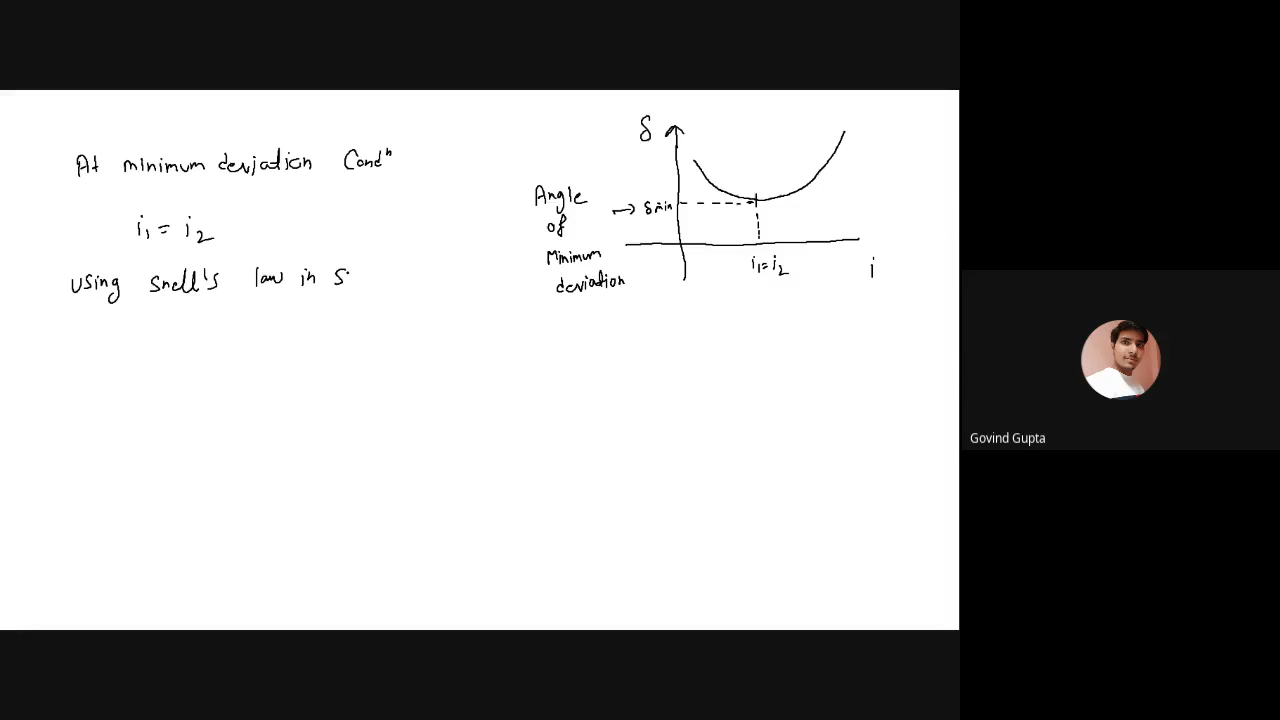 At minimum deviation Condⁿ
i₁ = i₂
Using Snell's law in S
δ
Angle
of
Minimum
deviation
→ δmin
i₁=i₂
i
Govind Gupta